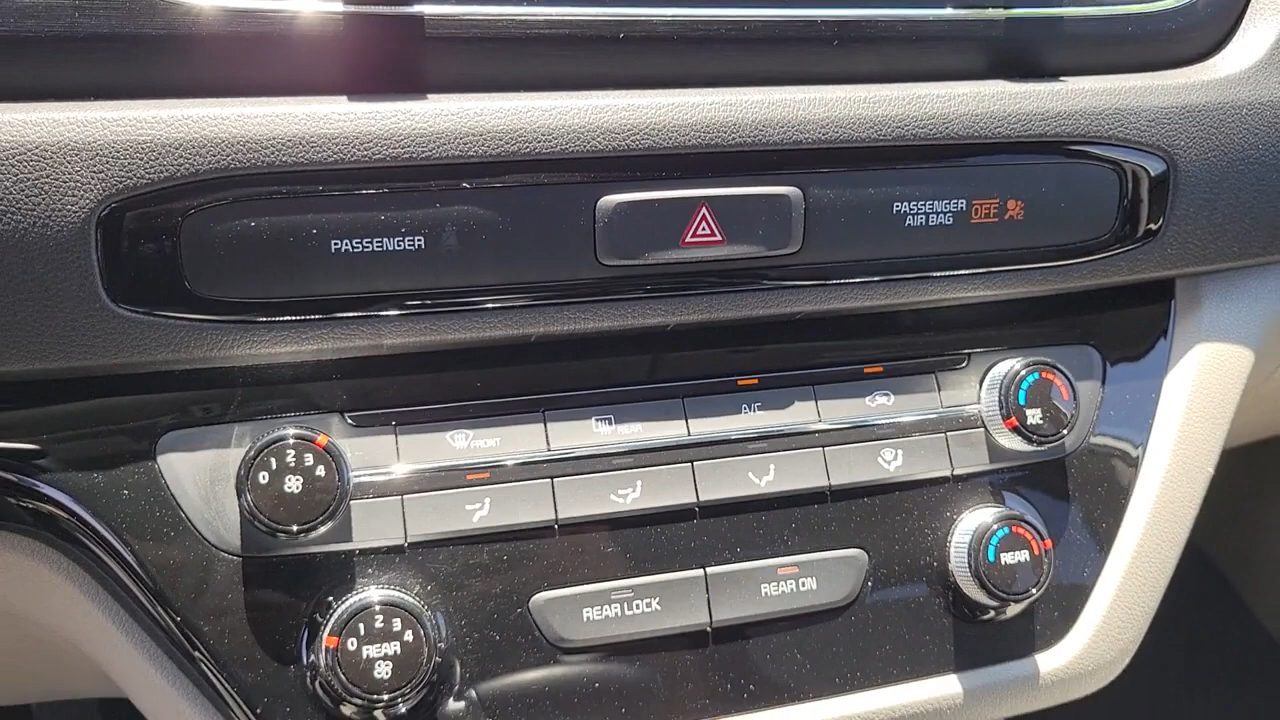 PASSENGER
PASSENGER OFF
AIR BAG
FRONT
REAR
A/C
MAX
A/C
0 1 2 3 4
REAR LOCK
REAR ON
REAR
0 1 2 3 4
REAR